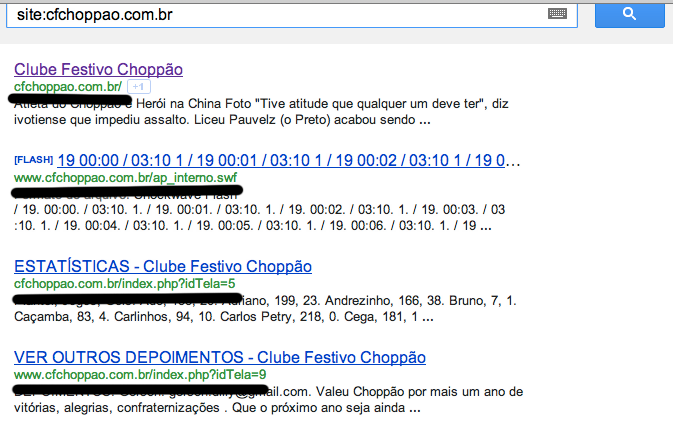 site:cfchoppao.com.br
Clube Festivo Choppão
cfchoppao.com.br/ +1
Atleta do Choppão é Herói na China Foto "Tive atitude que qualquer um deve ter", diz
ivotiense que impediu assalto. Liceu Pauvelz (o Preto) acabou sendo ...
[FLASH] 19 00:00 / 03:10 1 / 19 00:01 / 03:10 1 / 19 00:02 / 03:10 1 / 19 0...
www.cfchoppao.com.br/ap_interno.swf
Formato do arquivo: Shockwave Flash
/ 19. 00:00. / 03:10. 1. / 19. 00:01. / 03:10. 1. / 19. 00:02. / 03:10. 1. / 19. 00:03. / 03
:10. 1. / 19. 00:04. / 03:10. 1. / 19. 00:05. / 03:10. 1. / 19. 00:06. / 03:10. 1. / 19 ...
ESTATÍSTICAS - Clube Festivo Choppão
cfchoppao.com.br/index.php?idTela=5
Adriano, 199, 23. Andrezinho, 166, 38. Bruno, 7, 1.
Caçamba, 83, 4. Carlinhos, 94, 10. Carlos Petry, 218, 0. Cega, 181, 1 ...
VER OUTROS DEPOIMENTOS - Clube Festivo Choppão
www.cfchoppao.com.br/index.php?idTela=9
@gmail.com. Valeu Choppão por mais um ano de
vitórias, alegrias, confraternizações . Que o próximo ano seja ainda ...